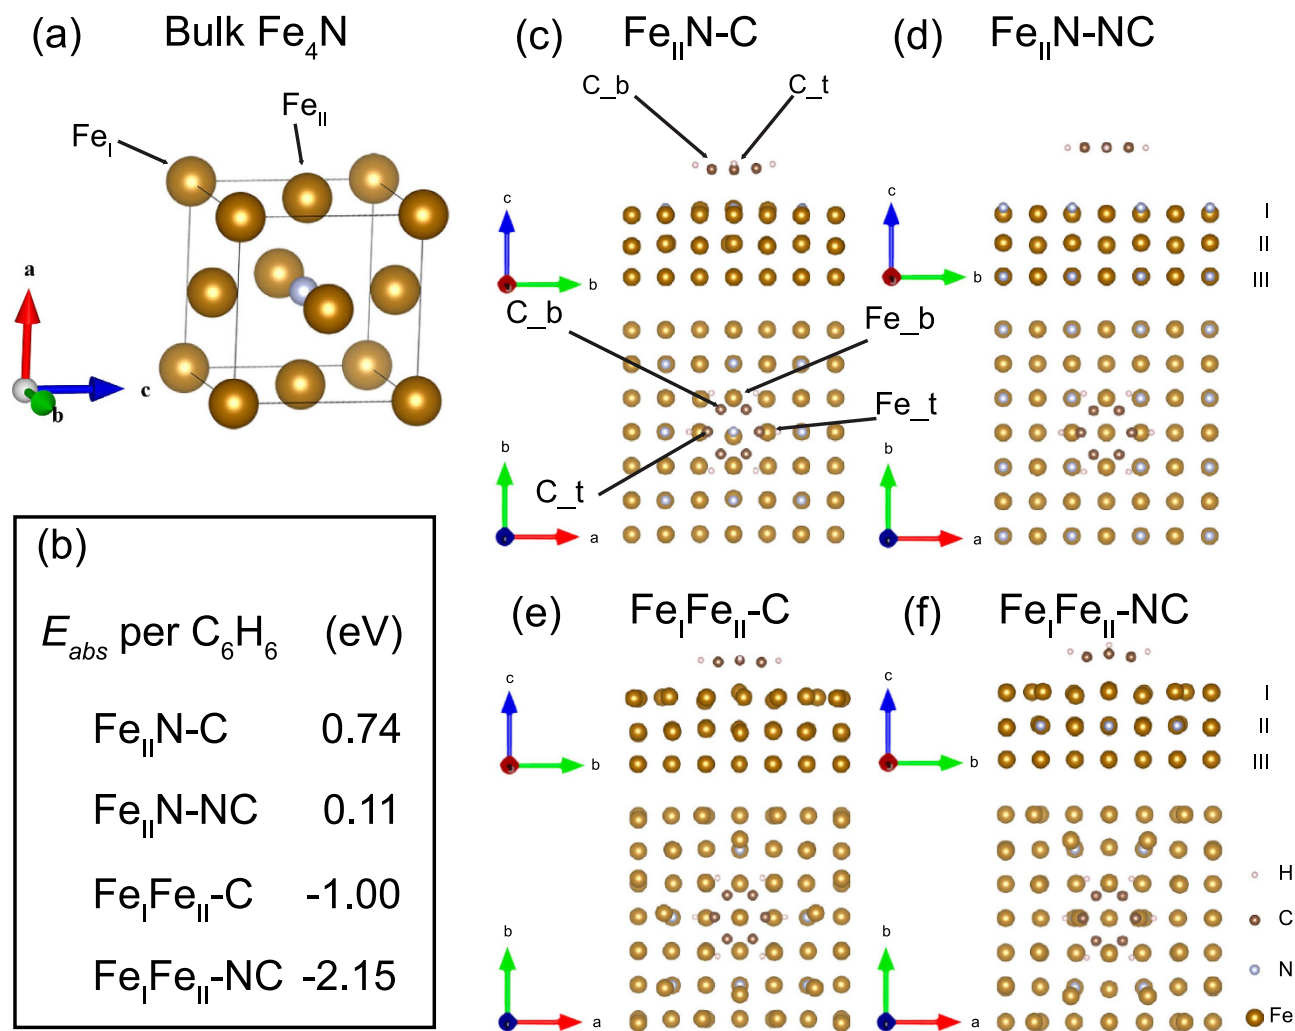 (a) Bulk Fe₄N
Fe_I
Fe_II
a
b
c
(b)
E_abs per C₆H₆ (eV)
Fe_IIN-C 0.74
Fe_IIN-NC 0.11
Fe_IFe_II-C -1.00
Fe_IFe_II-NC -2.15
(c) Fe_IIN-C
C_b C_t
c
b
C_b
Fe_b
Fe_t
C_t
b
a
(d) Fe_IIN-NC
c
b
I
II
III
b
a
(e) Fe_IFe_II-C
c
b
b
a
(f) Fe_IFe_II-NC
c
b
I
II
III
b
a
H
C
N
Fe